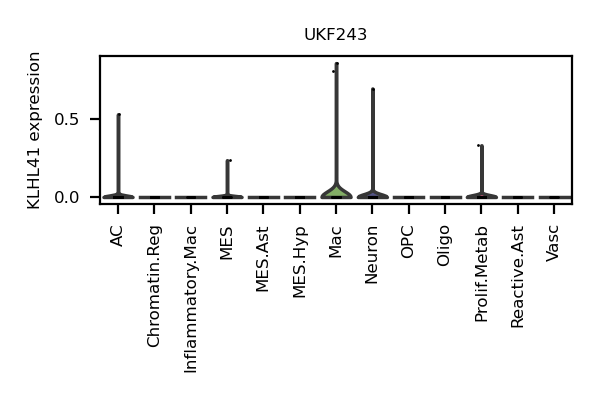 UKF243
KLHL41 expression
0.5
0.0
AC
Chromatin.Reg
Inflammatory.Mac
MES
MES.Ast
MES.Hyp
Mac
Neuron
OPC
Oligo
Prolif.Metab
Reactive.Ast
Vasc